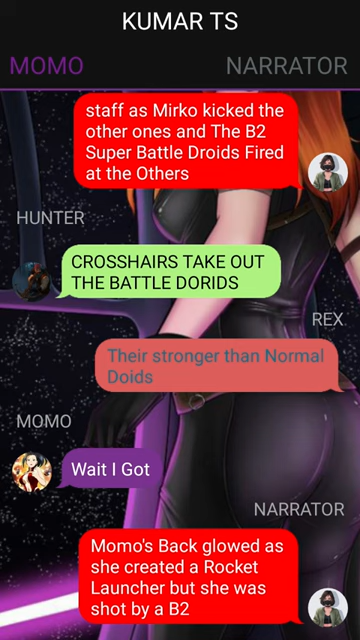 KUMAR TS
MOMO NARRATOR
staff as Mirko kicked the
other ones and The B2
Super Battle Droids Fired
at the Others
HUNTER
CROSSHAIRS TAKE OUT
THE BATTLE DORIDS
REX
Their stronger than Normal
Doids
MOMO
Wait I Got
NARRATOR
Momo's Back glowed as
she created a Rocket
Launcher but she was
shot by a B2